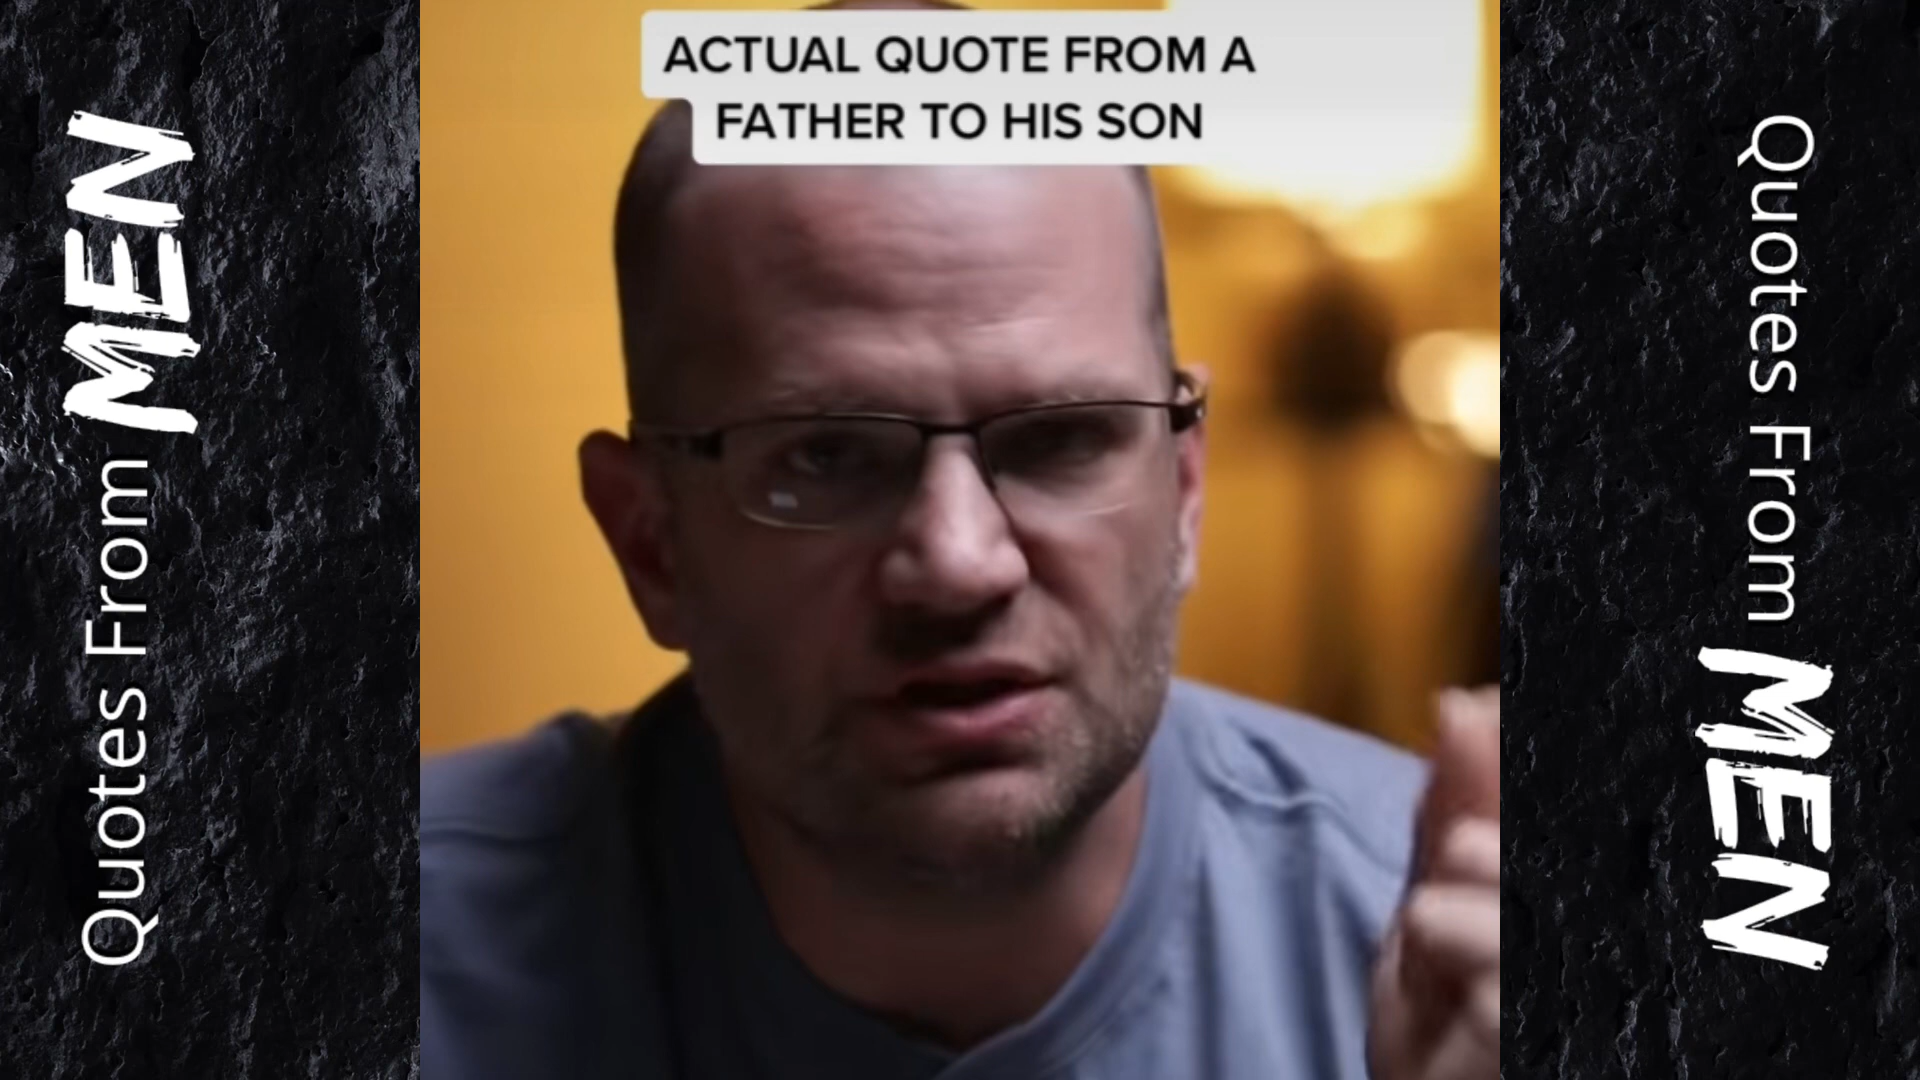 Quotes From MEN
ACTUAL QUOTE FROM A
FATHER TO HIS SON
Quotes From MEN